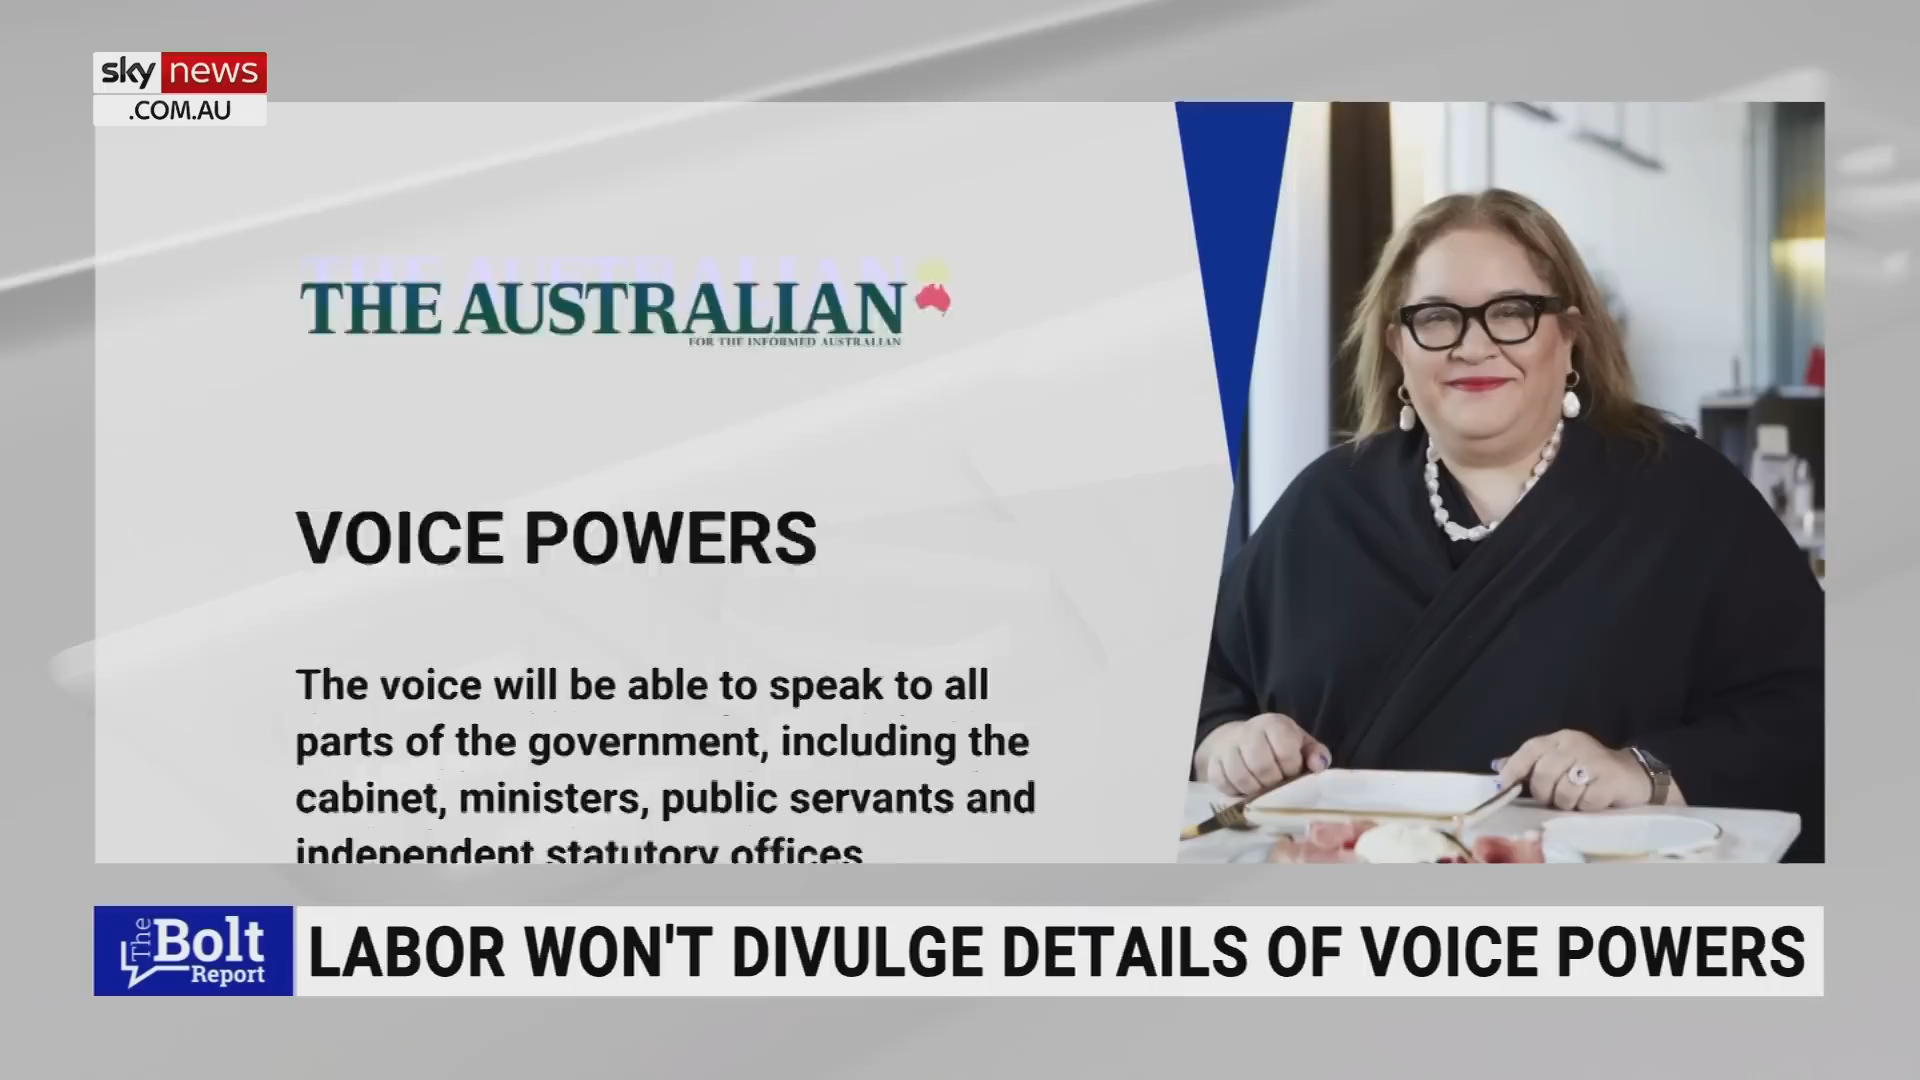 sky news
.COM.AU
THE AUSTRALIAN
FOR THE INFORMED AUSTRALIAN
VOICE POWERS
The voice will be able to speak to all
parts of the government, including the
cabinet, ministers, public servants and
independent statutory offices
The Bolt Report
LABOR WON'T DIVULGE DETAILS OF VOICE POWERS